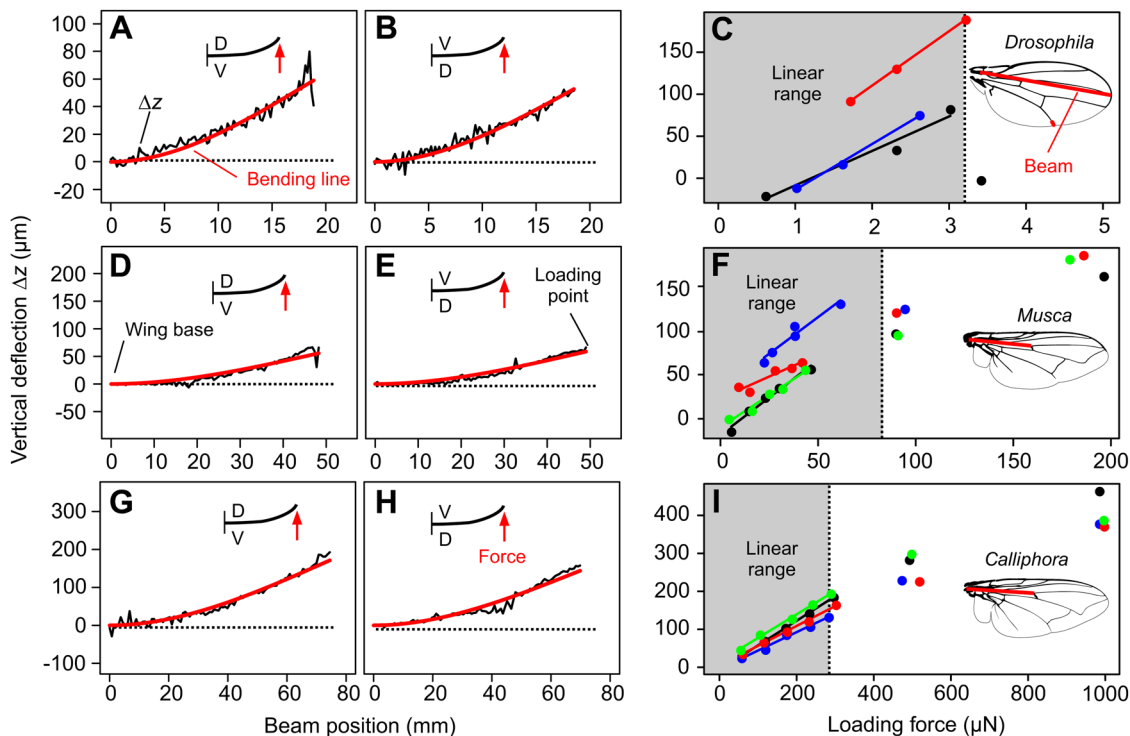 Vertical deflection Δz (µm)
A
D
V
Δz
Bending line
100
80
60
40
20
0
-20
0
5
10
15
20
B
V
D
0
5
10
15
20
C
Linear
range
Drosophila
Beam
150
100
50
0
0
1
2
3
4
5
D
D
V
Wing base
200
150
100
50
0
-50
0
10
20
30
40
50
E
V
D
Loading
point
0
10
20
30
40
50
F
Linear
range
Musca
150
100
50
0
0
50
100
150
200
G
D
V
300
200
100
0
-100
0
20
40
60
80
H
V
D
Force
0
20
40
60
80
I
Linear
range
Calliphora
400
300
200
100
0
0
200
400
600
800
1000
Beam position (mm)
Loading force (µN)